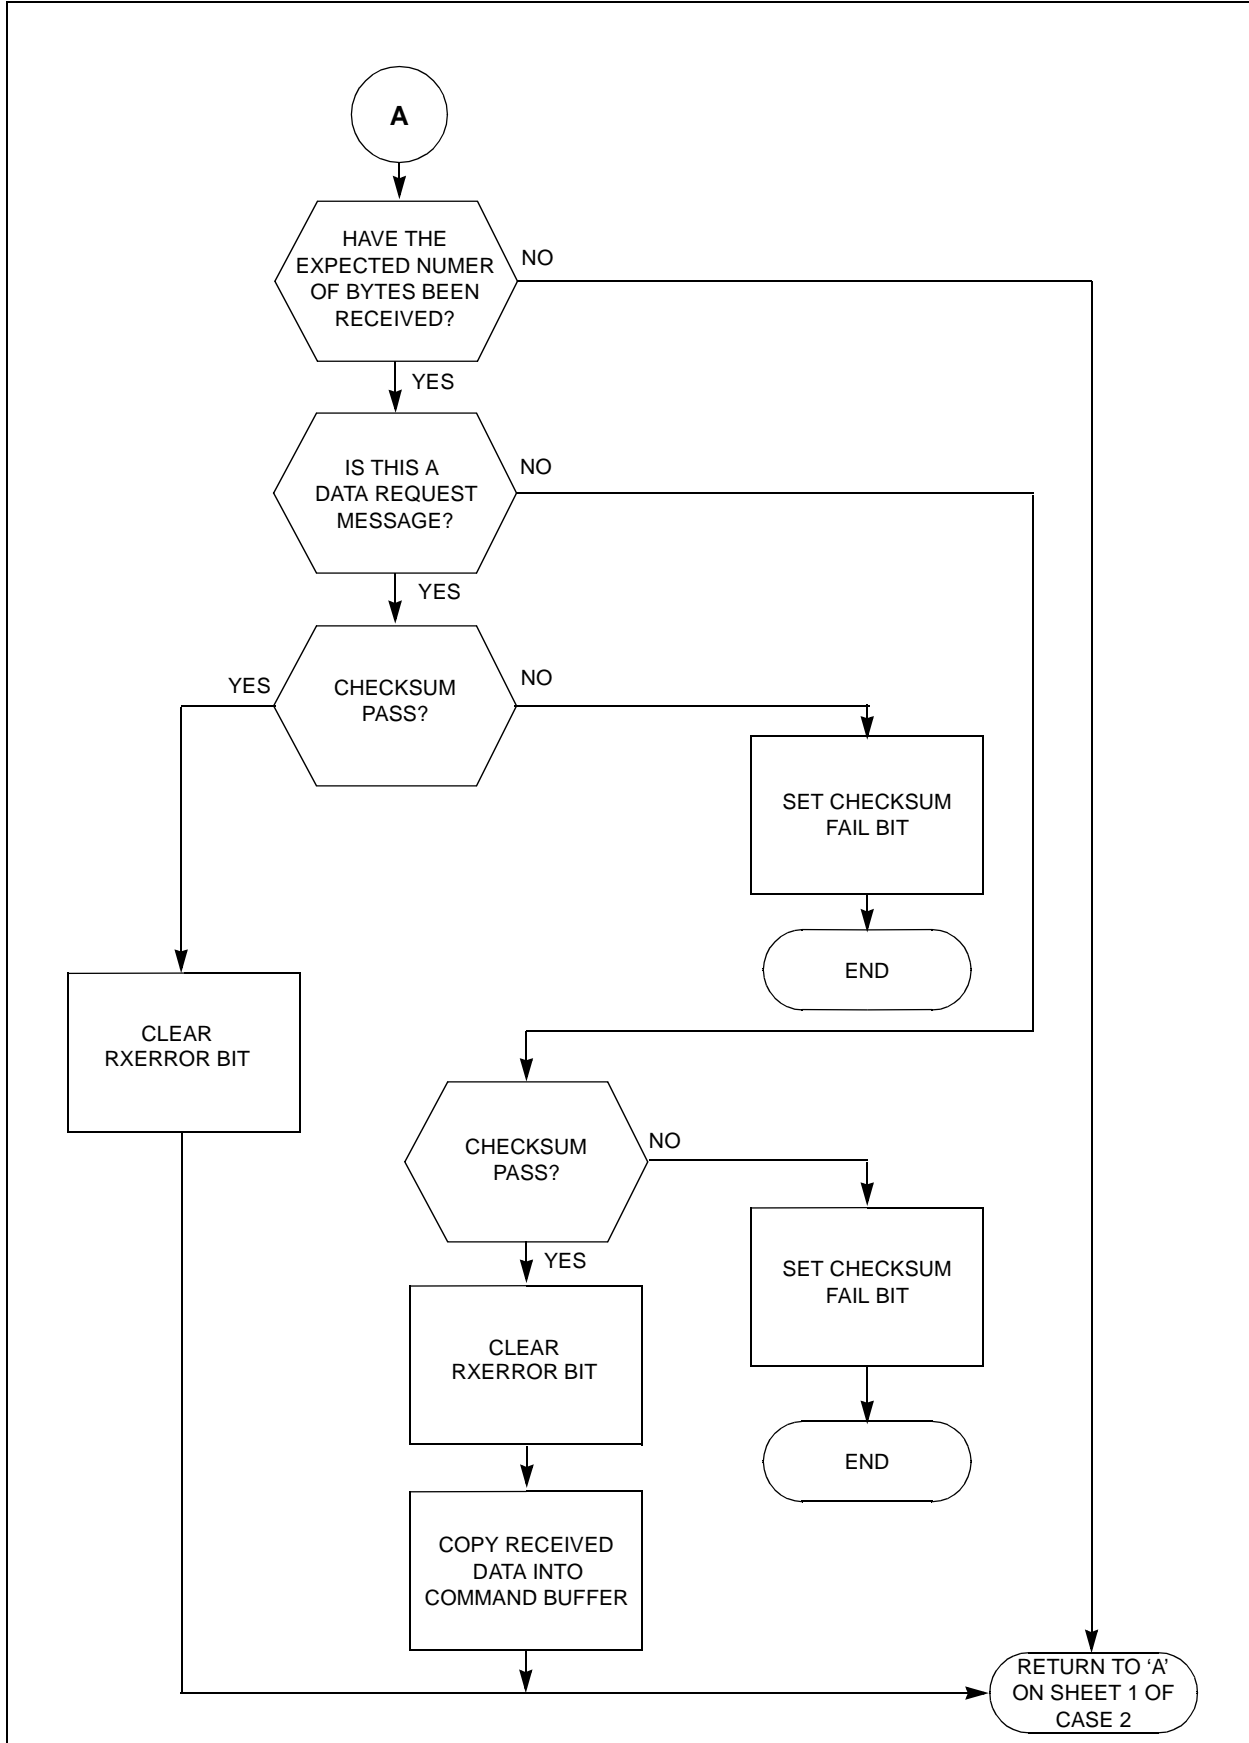 A
HAVE THE
EXPECTED NUMER
OF BYTES BEEN
RECEIVED?
NO
YES
IS THIS A
DATA REQUEST
MESSAGE?
NO
YES
YES
CHECKSUM
PASS?
NO
SET CHECKSUM
FAIL BIT
END
CLEAR
RXERROR BIT
CHECKSUM
PASS?
NO
YES
SET CHECKSUM
FAIL BIT
CLEAR
RXERROR BIT
END
COPY RECEIVED
DATA INTO
COMMAND BUFFER
RETURN TO ‘A’
ON SHEET 1 OF
CASE 2